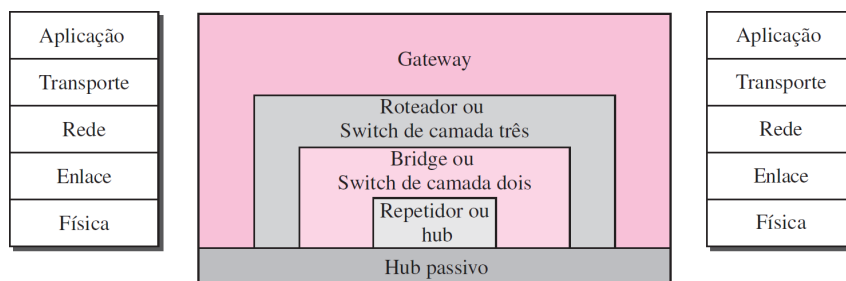 Aplicação
Transporte
Rede
Enlace
Física
Gateway
Roteador ou
Switch de camada três
Bridge ou
Switch de camada dois
Repetidor ou
hub
Hub passivo
Aplicação
Transporte
Rede
Enlace
Física